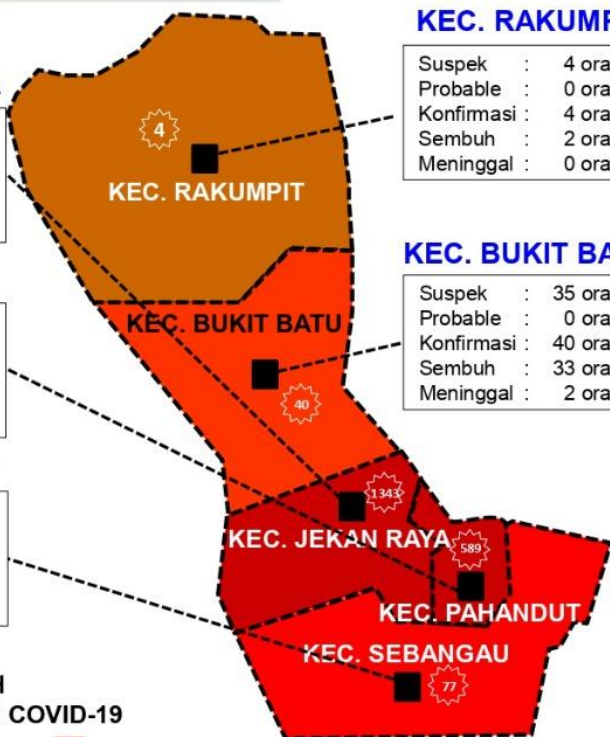 KEC. RAKUMP
Suspek : 4 ora
Probable : 0 ora
Konfirmasi : 4 ora
Sembuh : 2 ora
Meninggal : 0 ora
4
KEC. RAKUMPIT
KEC. BUKIT BA
Suspek : 35 ora
Probable : 0 ora
Konfirmasi : 40 ora
Sembuh : 33 ora
Meninggal : 2 ora
KEC. BUKIT BATU
40
1343
KEC. JEKAN RAYA
589
KEC. PAHANDUT
KEC. SEBANGAU
77
H
COVID-19